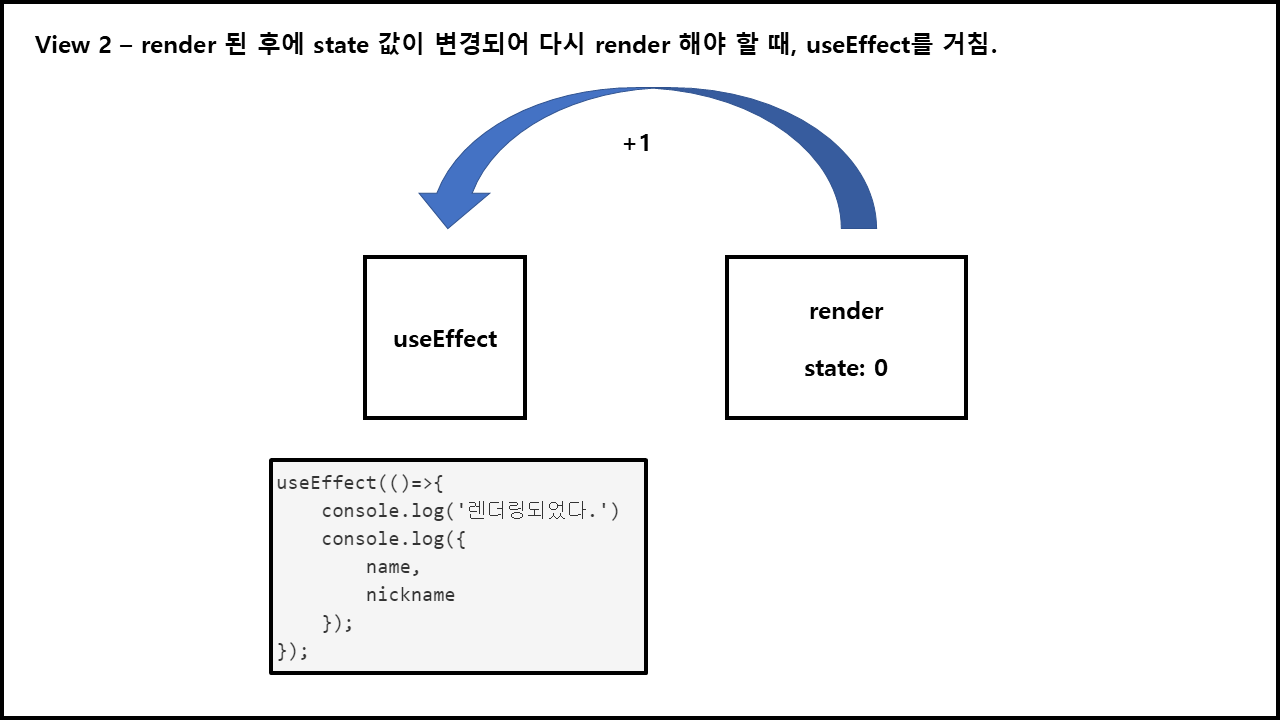 View 2 – render 된 후에 state 값이 변경되어 다시 render 해야 할 때, useEffect를 거침.
+1
useEffect
render
state: 0
useEffect(()=>{
    console.log('렌더링되었다.')
    console.log({
        name,
        nickname
    });
});